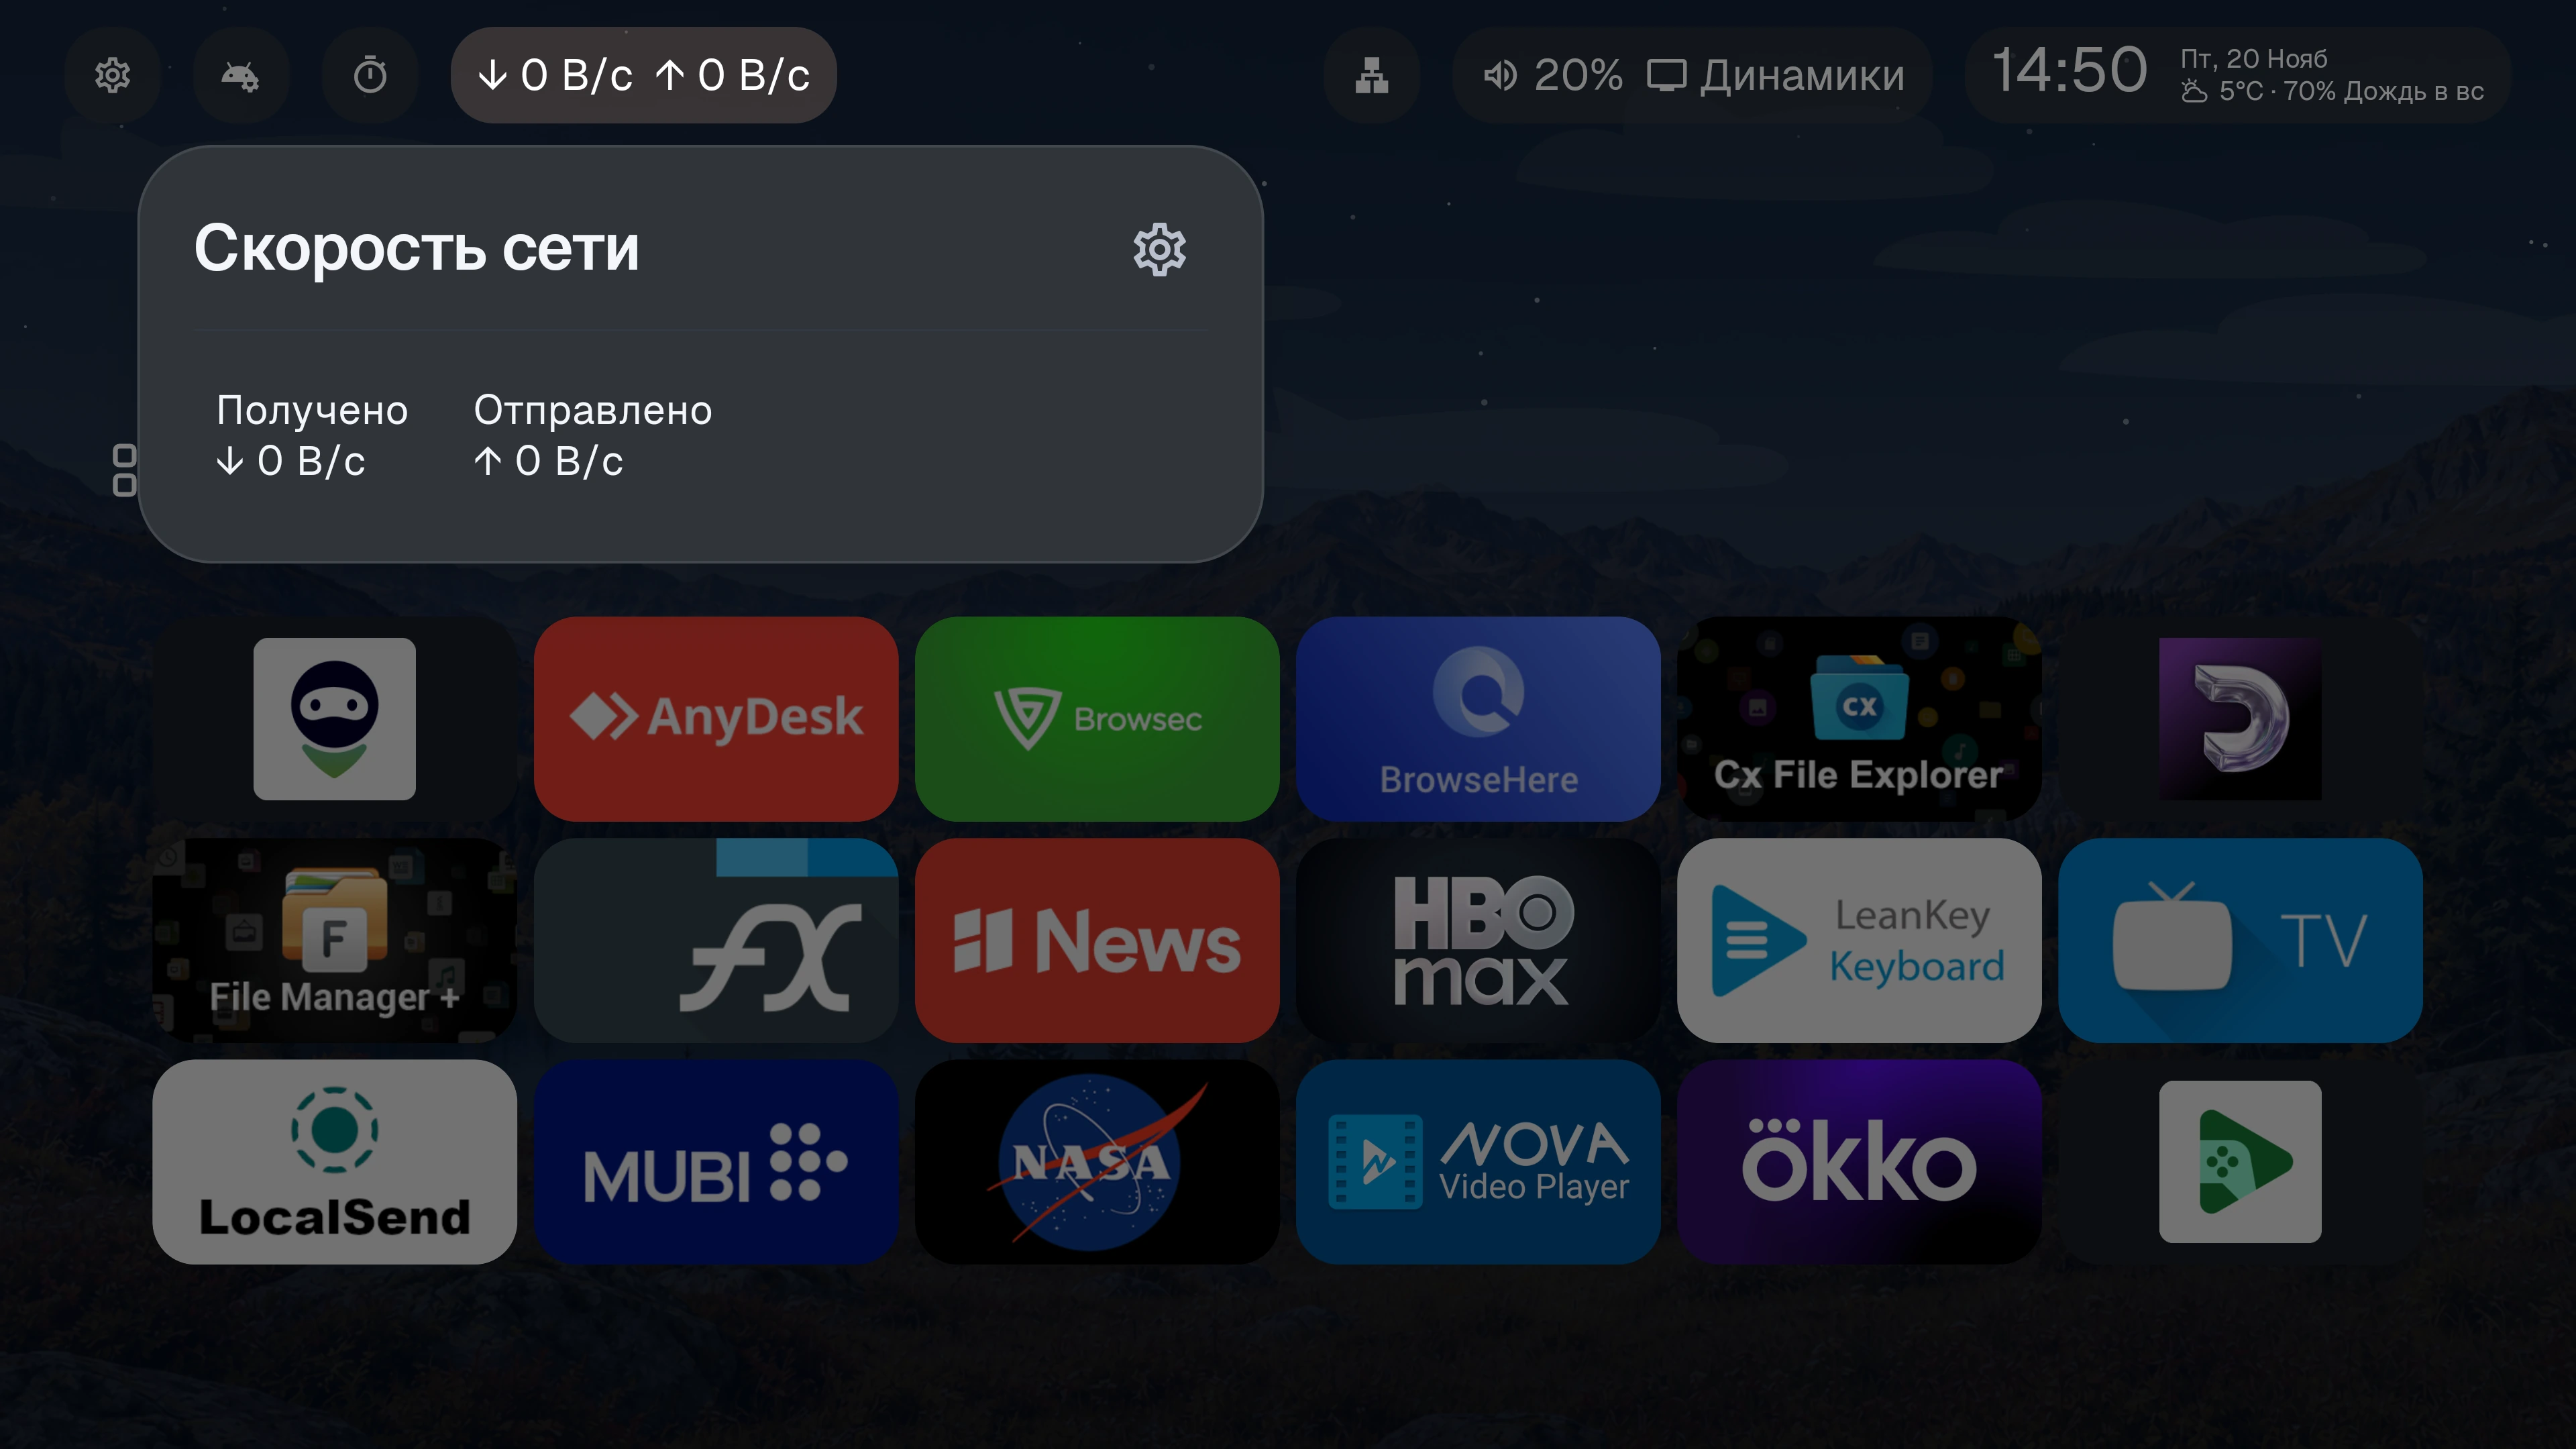 ↓ 0 B/c ↑ 0 B/c
20% Динамики
14:50
Пт, 20 Нояб
5°C · 70% Дождь в вс
Скорость сети
Получено Отправлено
↓ 0 B/c ↑ 0 B/c
AnyDesk
Browsec
BrowseHere
CX
Cx File Explorer
F
File Manager +
fX
News
HBO
max
LeanKey
Keyboard
TV
LocalSend
MUBI
NASA
NOVA
Video Player
ökko